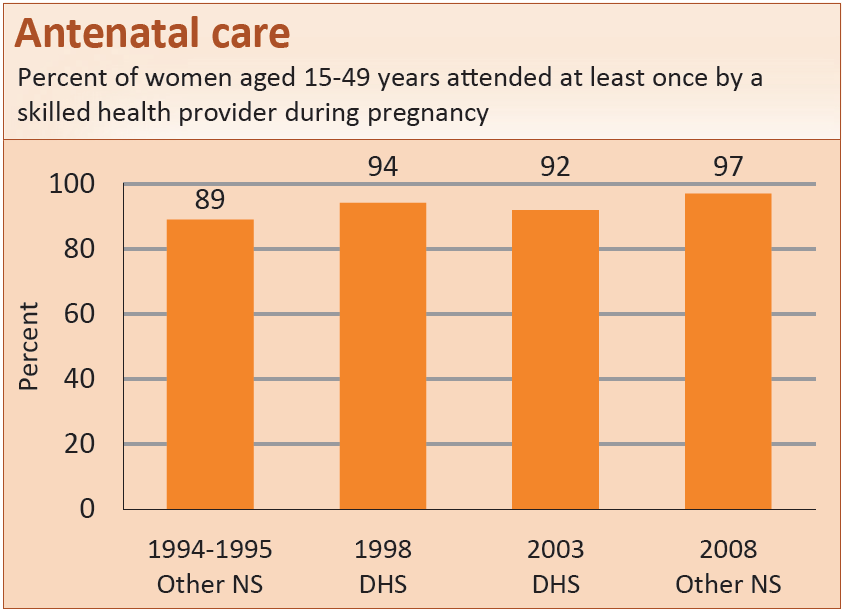 Antenatal care
Percent of women aged 15-49 years attended at least once by a
skilled health provider during pregnancy
89
94
92
97
100
80
60
40
20
0
Percent
1994-1995
Other NS
1998
DHS
2003
DHS
2008
Other NS